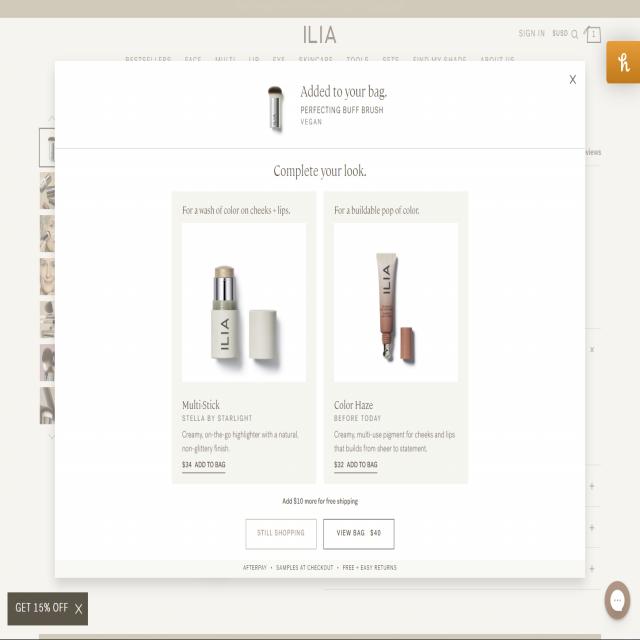 ILIA
SIGN IN
$USD
1
BESTSELLERS FACE MULTI LIP EYE SKINCARE TOOLS SETS FIND MY SHADE ABOUT US
X
Added to your bag.
PERFECTING BUFF BRUSH
VEGAN
Complete your look.
For a wash of color on cheeks + lips.
ILIA
Multi-Stick
STELLA BY STARLIGHT
Creamy, on-the-go highlighter with a natural,
non-glittery finish.
$34 ADD TO BAG
For a buildable pop of color.
ILIA
Color Haze
BEFORE TODAY
Creamy, multi-use pigment for cheeks and lips
that builds from sheer to statement.
$32 ADD TO BAG
Add $10 more for free shipping
STILL SHOPPING
VIEW BAG $40
AFTERPAY • SAMPLES AT CHECKOUT • FREE + EASY RETURNS
GET 15% OFF X